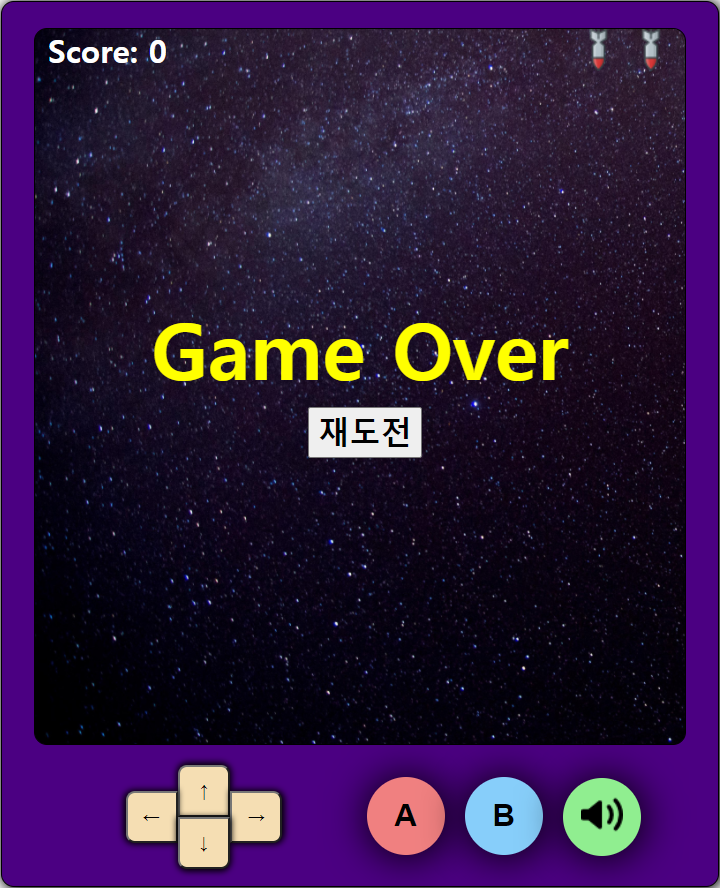 Score: 0
Game Over
재도전
↑
← →
↓
A B